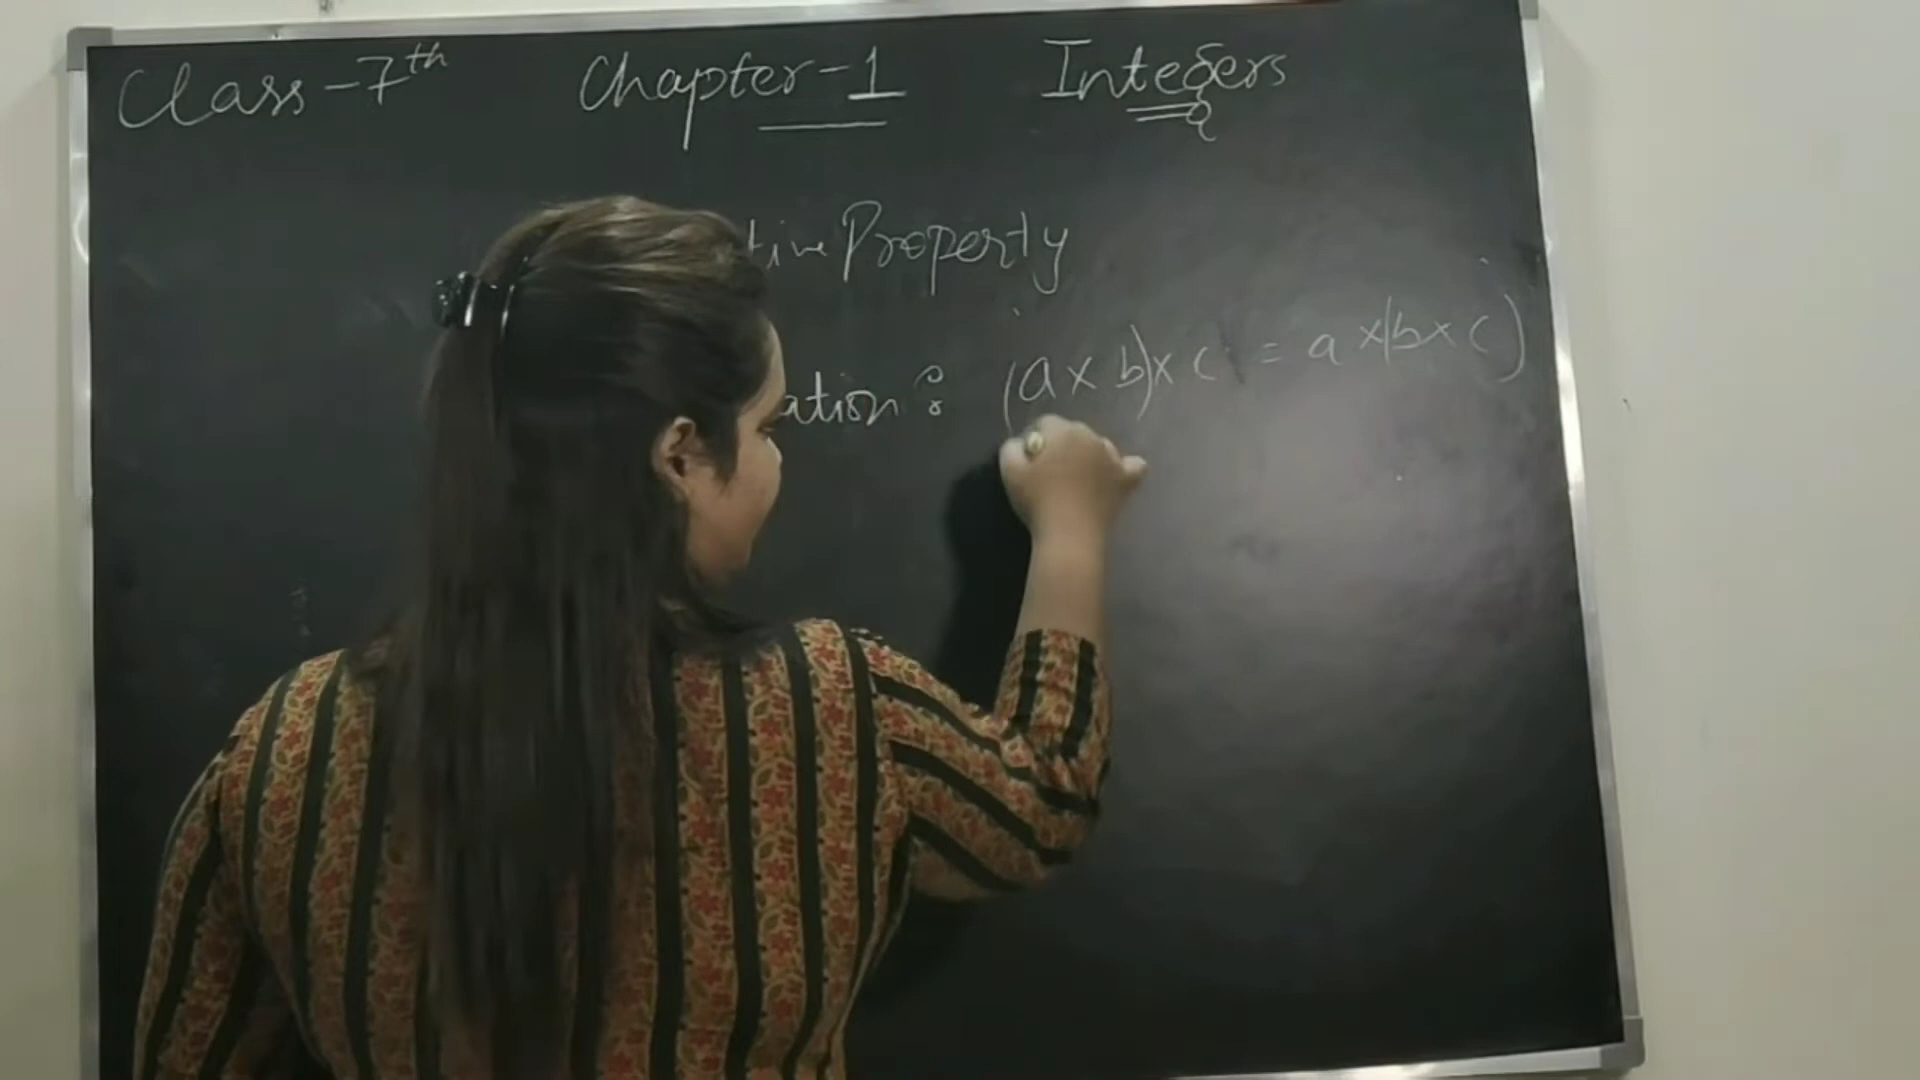 Class-7th Chapter-1 Integers
tive Property
ation : (a × b) × c = a × (b × c)